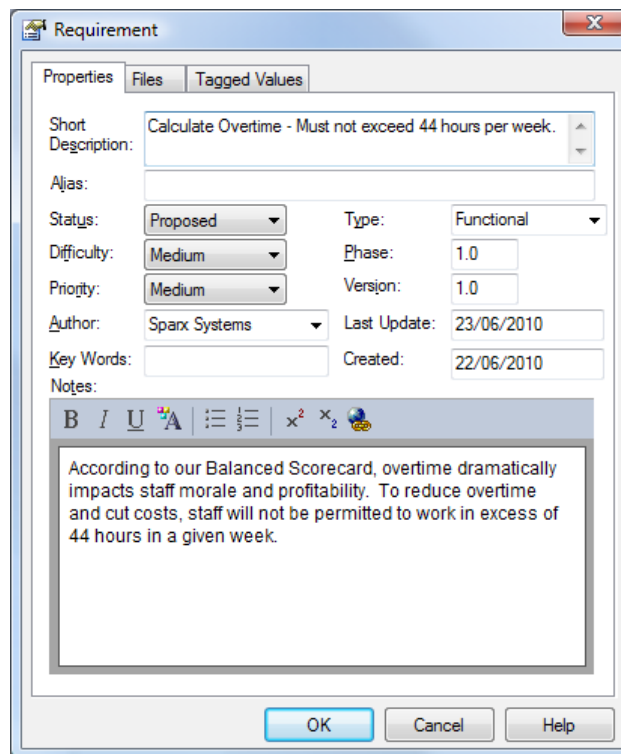 Requirement
Properties Files Tagged Values
Short Description: Calculate Overtime - Must not exceed 44 hours per week.
Alias:
Status: Proposed Type: Functional
Difficulty: Medium Phase: 1.0
Priority: Medium Version: 1.0
Author: Sparx Systems Last Update: 23/06/2010
Key Words: Created: 22/06/2010
Notes:
B I U A x² x₂
According to our Balanced Scorecard, overtime dramatically
impacts staff morale and profitability. To reduce overtime
and cut costs, staff will not be permitted to work in excess of
44 hours in a given week.
OK Cancel Help